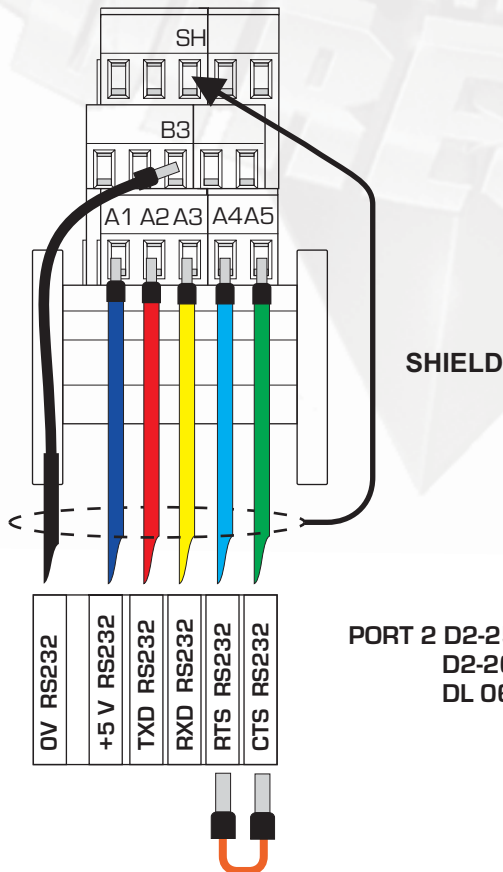 SH
B3
A1 A2 A3 A4 A5
SHIELD
0V RS232
+5 V RS232
TXD RS232
RXD RS232
RTS RS232
CTS RS232
PORT 2 D2-2
D2-26
DL 06